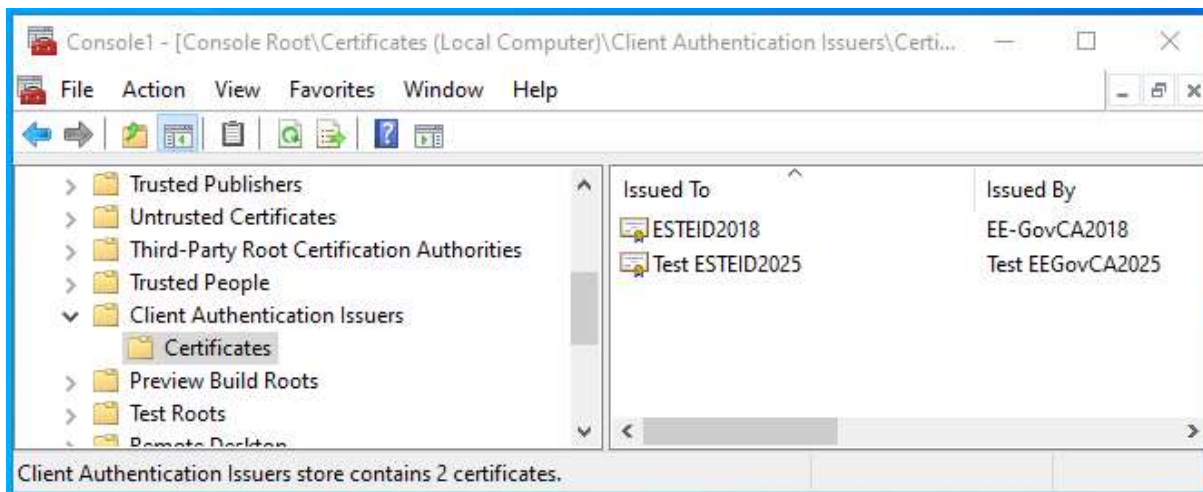 Console1 - [Console Root\Certificates (Local Computer)\Client Authentication Issuers\Certi...
File Action View Favorites Window Help
Trusted Publishers
Untrusted Certificates
Third-Party Root Certification Authorities
Trusted People
Client Authentication Issuers
Certificates
Preview Build Roots
Test Roots
Remote Desktop
Issued To Issued By
ESTEID2018 EE-GovCA2018
Test ESTEID2025 Test EEGovCA2025
Client Authentication Issuers store contains 2 certificates.